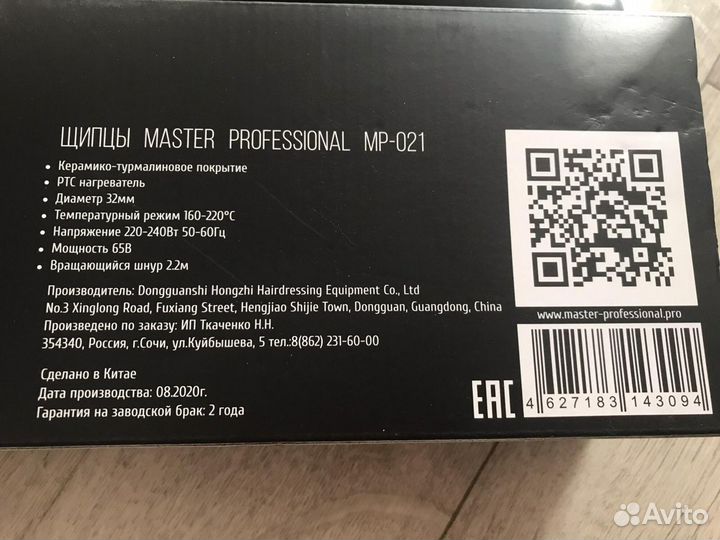 ЩИПЦЫ MASTER PROFESSIONAL MP-021
• Керамико-турмалиновое покрытие
• PTC нагреватель
• Диаметр 32мм
• Температурный режим 160-220°C
• Напряжение 220-240Вт 50-60Гц
• Мощность 65В
• Вращающийся шнур 2.2м
Производитель: Dongguanshi Hongzhi Hairdressing Equipment Co., Ltd
No.3 Xinglong Road, Fuxiang Street, Hengjiao Shijie Town, Dongguan, Guangdong, China
Произведено по заказу: ИП Ткаченко Н.Н.
354340, Россия, г.Сочи, ул.Куйбышева, 5 тел.:8(862) 231-60-00
Сделано в Китае
Дата производства: 08.2020г.
Гарантия на заводской брак: 2 года
www.master-professional.pro
EAC
4 627183 143094
Avito